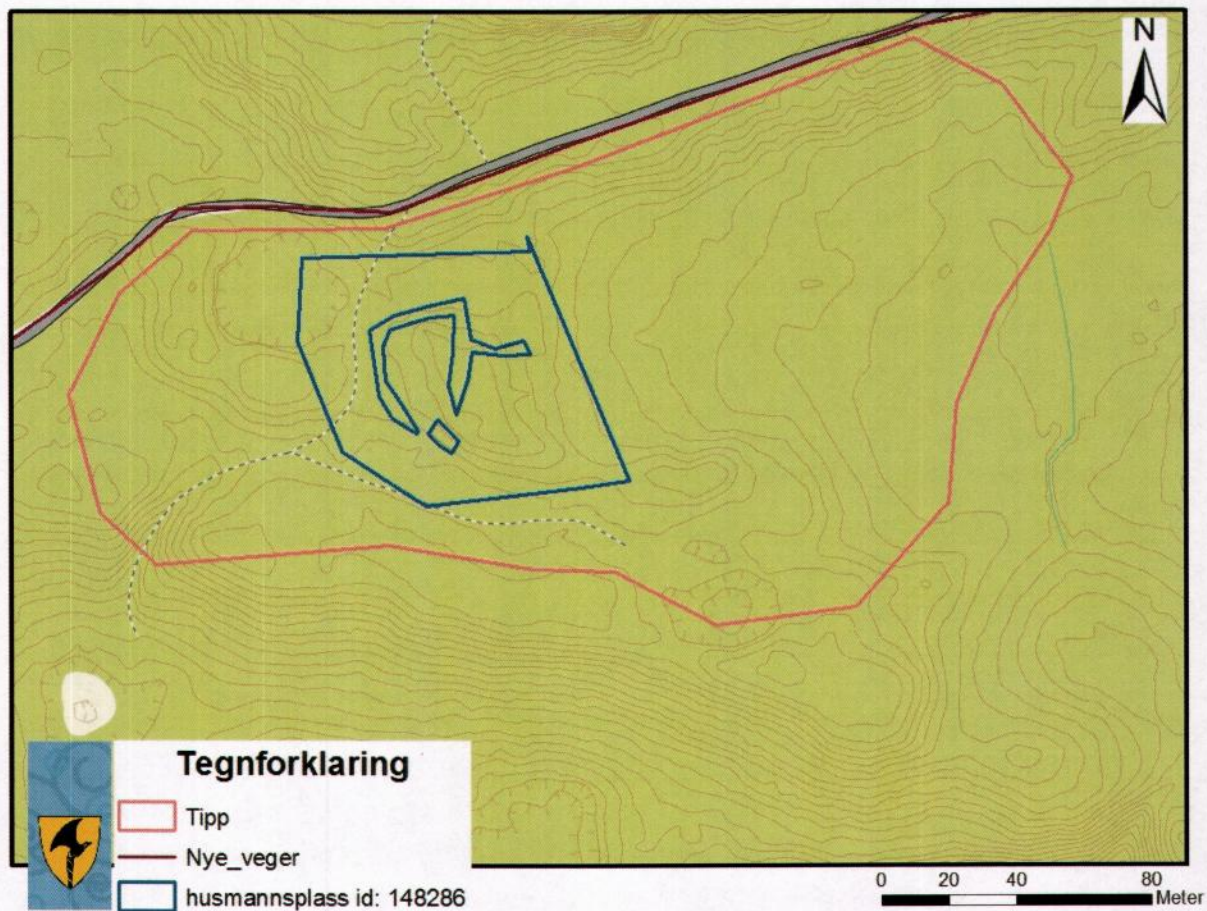 N
Tegnforklaring
Tipp
Nye_veger
husmannsplass id: 148286
0 20 40 80
Meter